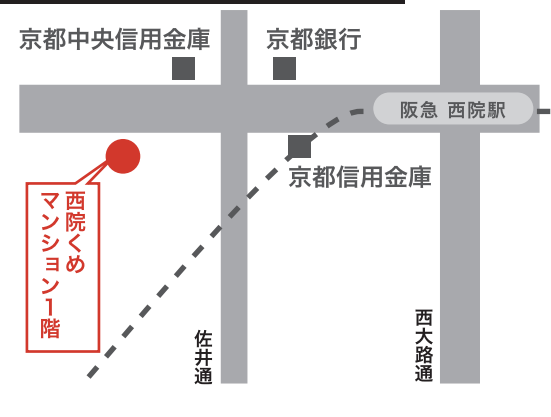 京都中央信用金庫
京都銀行
阪急 西院駅
京都信用金庫
西院くめ
マンション1階
佐井通
西大路通